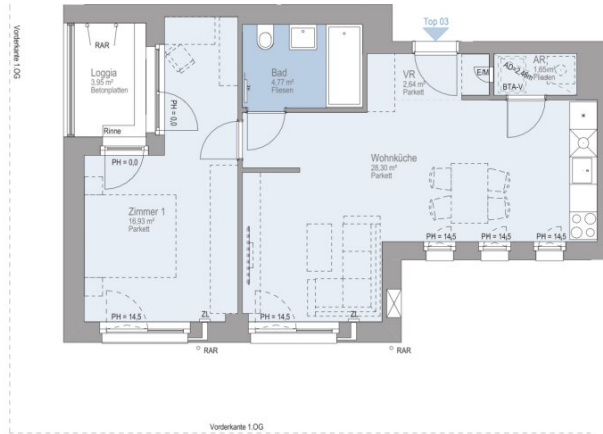 Top 03
Vorderkante 1.OG
RAR
Loggia
3,95 m²
Betonplatten
Rinne
PH = 0,0
PH = 0,0
Bad
4,77 m²
Fliesen
VR
2,64 m²
Parkett
E/M
AR
1,65 m²
Fliesen
AD=2,46m
BTA-V
Wohnküche
28,30 m²
Parkett
Zimmer 1
16,93 m²
Parkett
PH = 14,5
PH = 14,5
PH = 14,5
PH = 14,5
ZL
PH = 14,5
ZL
RAR
RAR
Vorderkante 1.OG